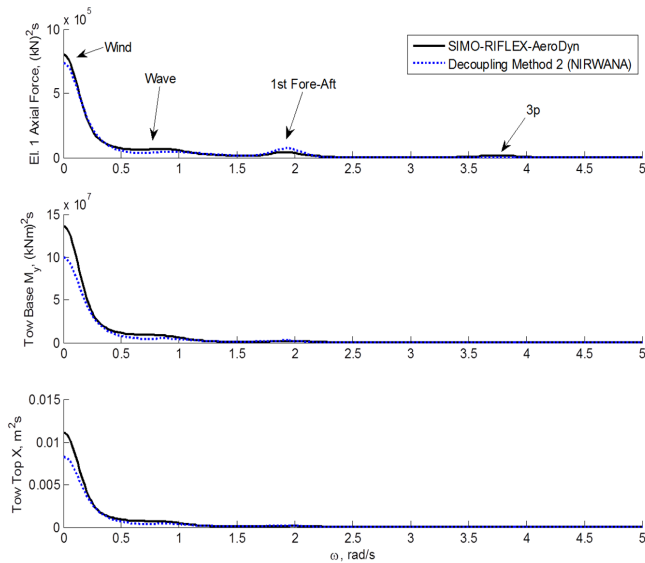 x 10^5
El. 1 Axial Force, (kN)^2s
10
5
0
Wind
Wave
1st Fore-Aft
3p
SIMO-RIFLEX-AeroDyn
Decoupling Method 2 (NIRWANA)
0 0.5 1 1.5 2 2.5 3 3.5 4 4.5 5
x 10^7
Tow Base M_y, (kNm)^2s
15
10
5
0
0 0.5 1 1.5 2 2.5 3 3.5 4 4.5 5
Tow Top X, m^2s
0.015
0.01
0.005
0
0 0.5 1 1.5 2 2.5 3 3.5 4 4.5 5
ω, rad/s